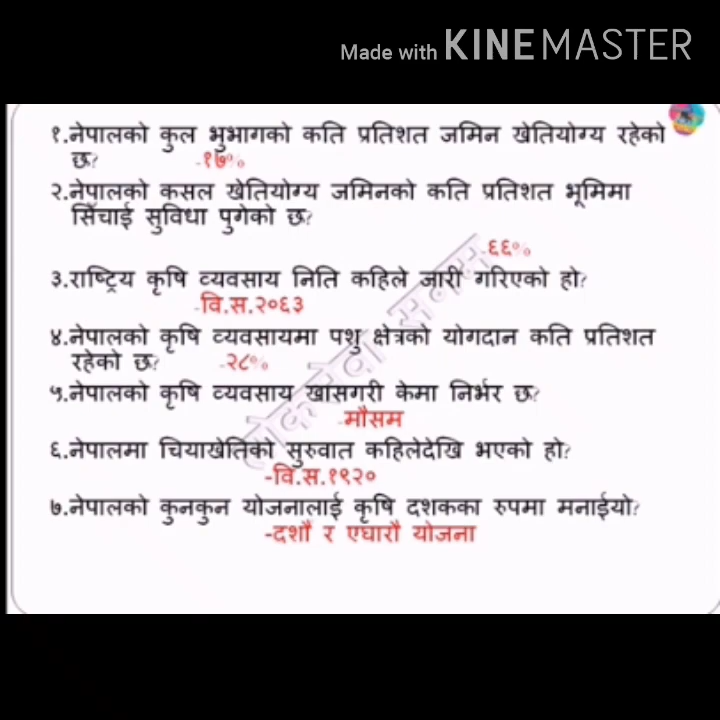 Made with KINEMASTER
१.नेपालको कुल भुभागको कति प्रतिशत जमिन खेतियोग्य रहेको
छ?
-१७%
२.नेपालको कसल खेतियोग्य जमिनको कति प्रतिशत भूमिमा
सिँचाई सुविधा पुगेको छ?
-६६%
३.राष्ट्रिय कृषि व्यवसाय निति कहिले जारी गरिएको हो?
-वि.स.२०६३
४.नेपालको कृषि व्यवसायमा पशु क्षेत्रको योगदान कति प्रतिशत
रहेको छ?
-२८%
५.नेपालको कृषि व्यवसाय खासगरी केमा निर्भर छ?
-मौसम
६.नेपालमा चियाखेतिको सुरुवात कहिलेदेखि भएको हो?
-वि.स.१९२०
७.नेपालको कुनकुन योजनालाई कृषि दशकका रुपमा मनाईयो?
-दशौ र एघारौ योजना
लोकसेवा